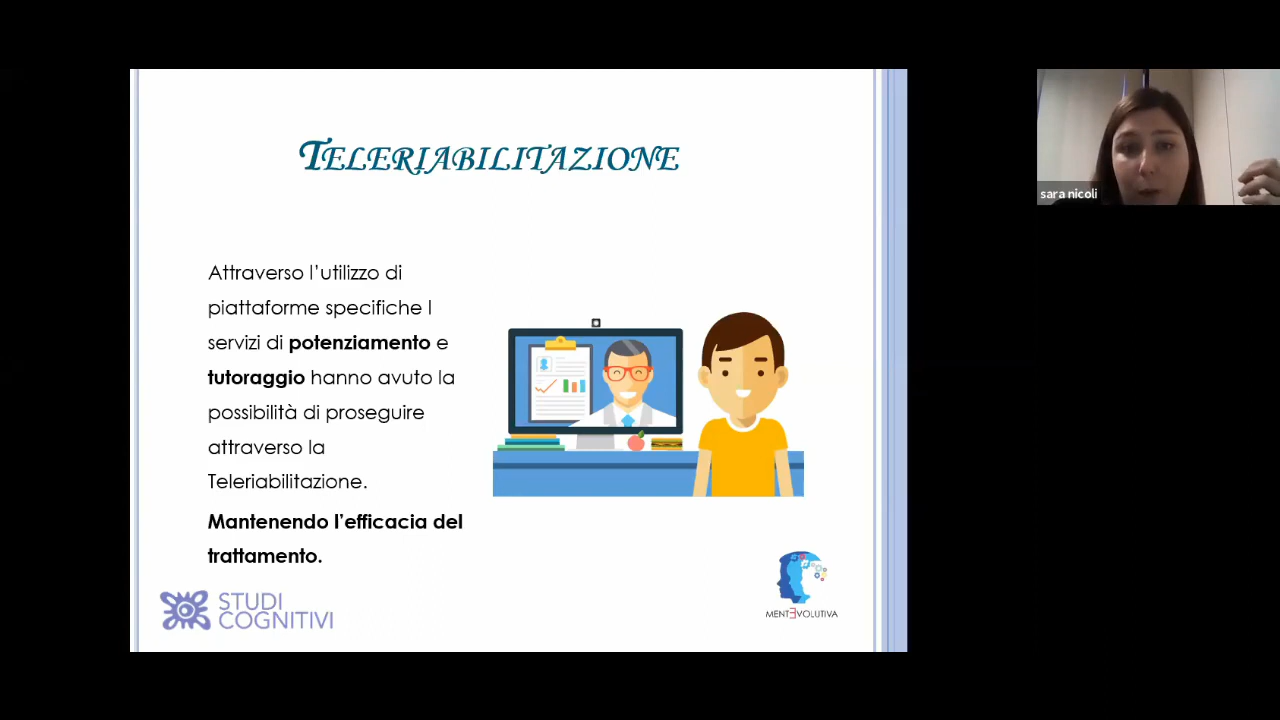 TELERIABILITAZIONE
sara nicoli
Attraverso l'utilizzo di
piattaforme specifiche I
servizi di potenziamento e
tutoraggio hanno avuto la
possibilità di proseguire
attraverso la
Teleriabilitazione.
Mantenendo l'efficacia del
trattamento.
STUDI
COGNITIVI
MENTEVOLUTIVA